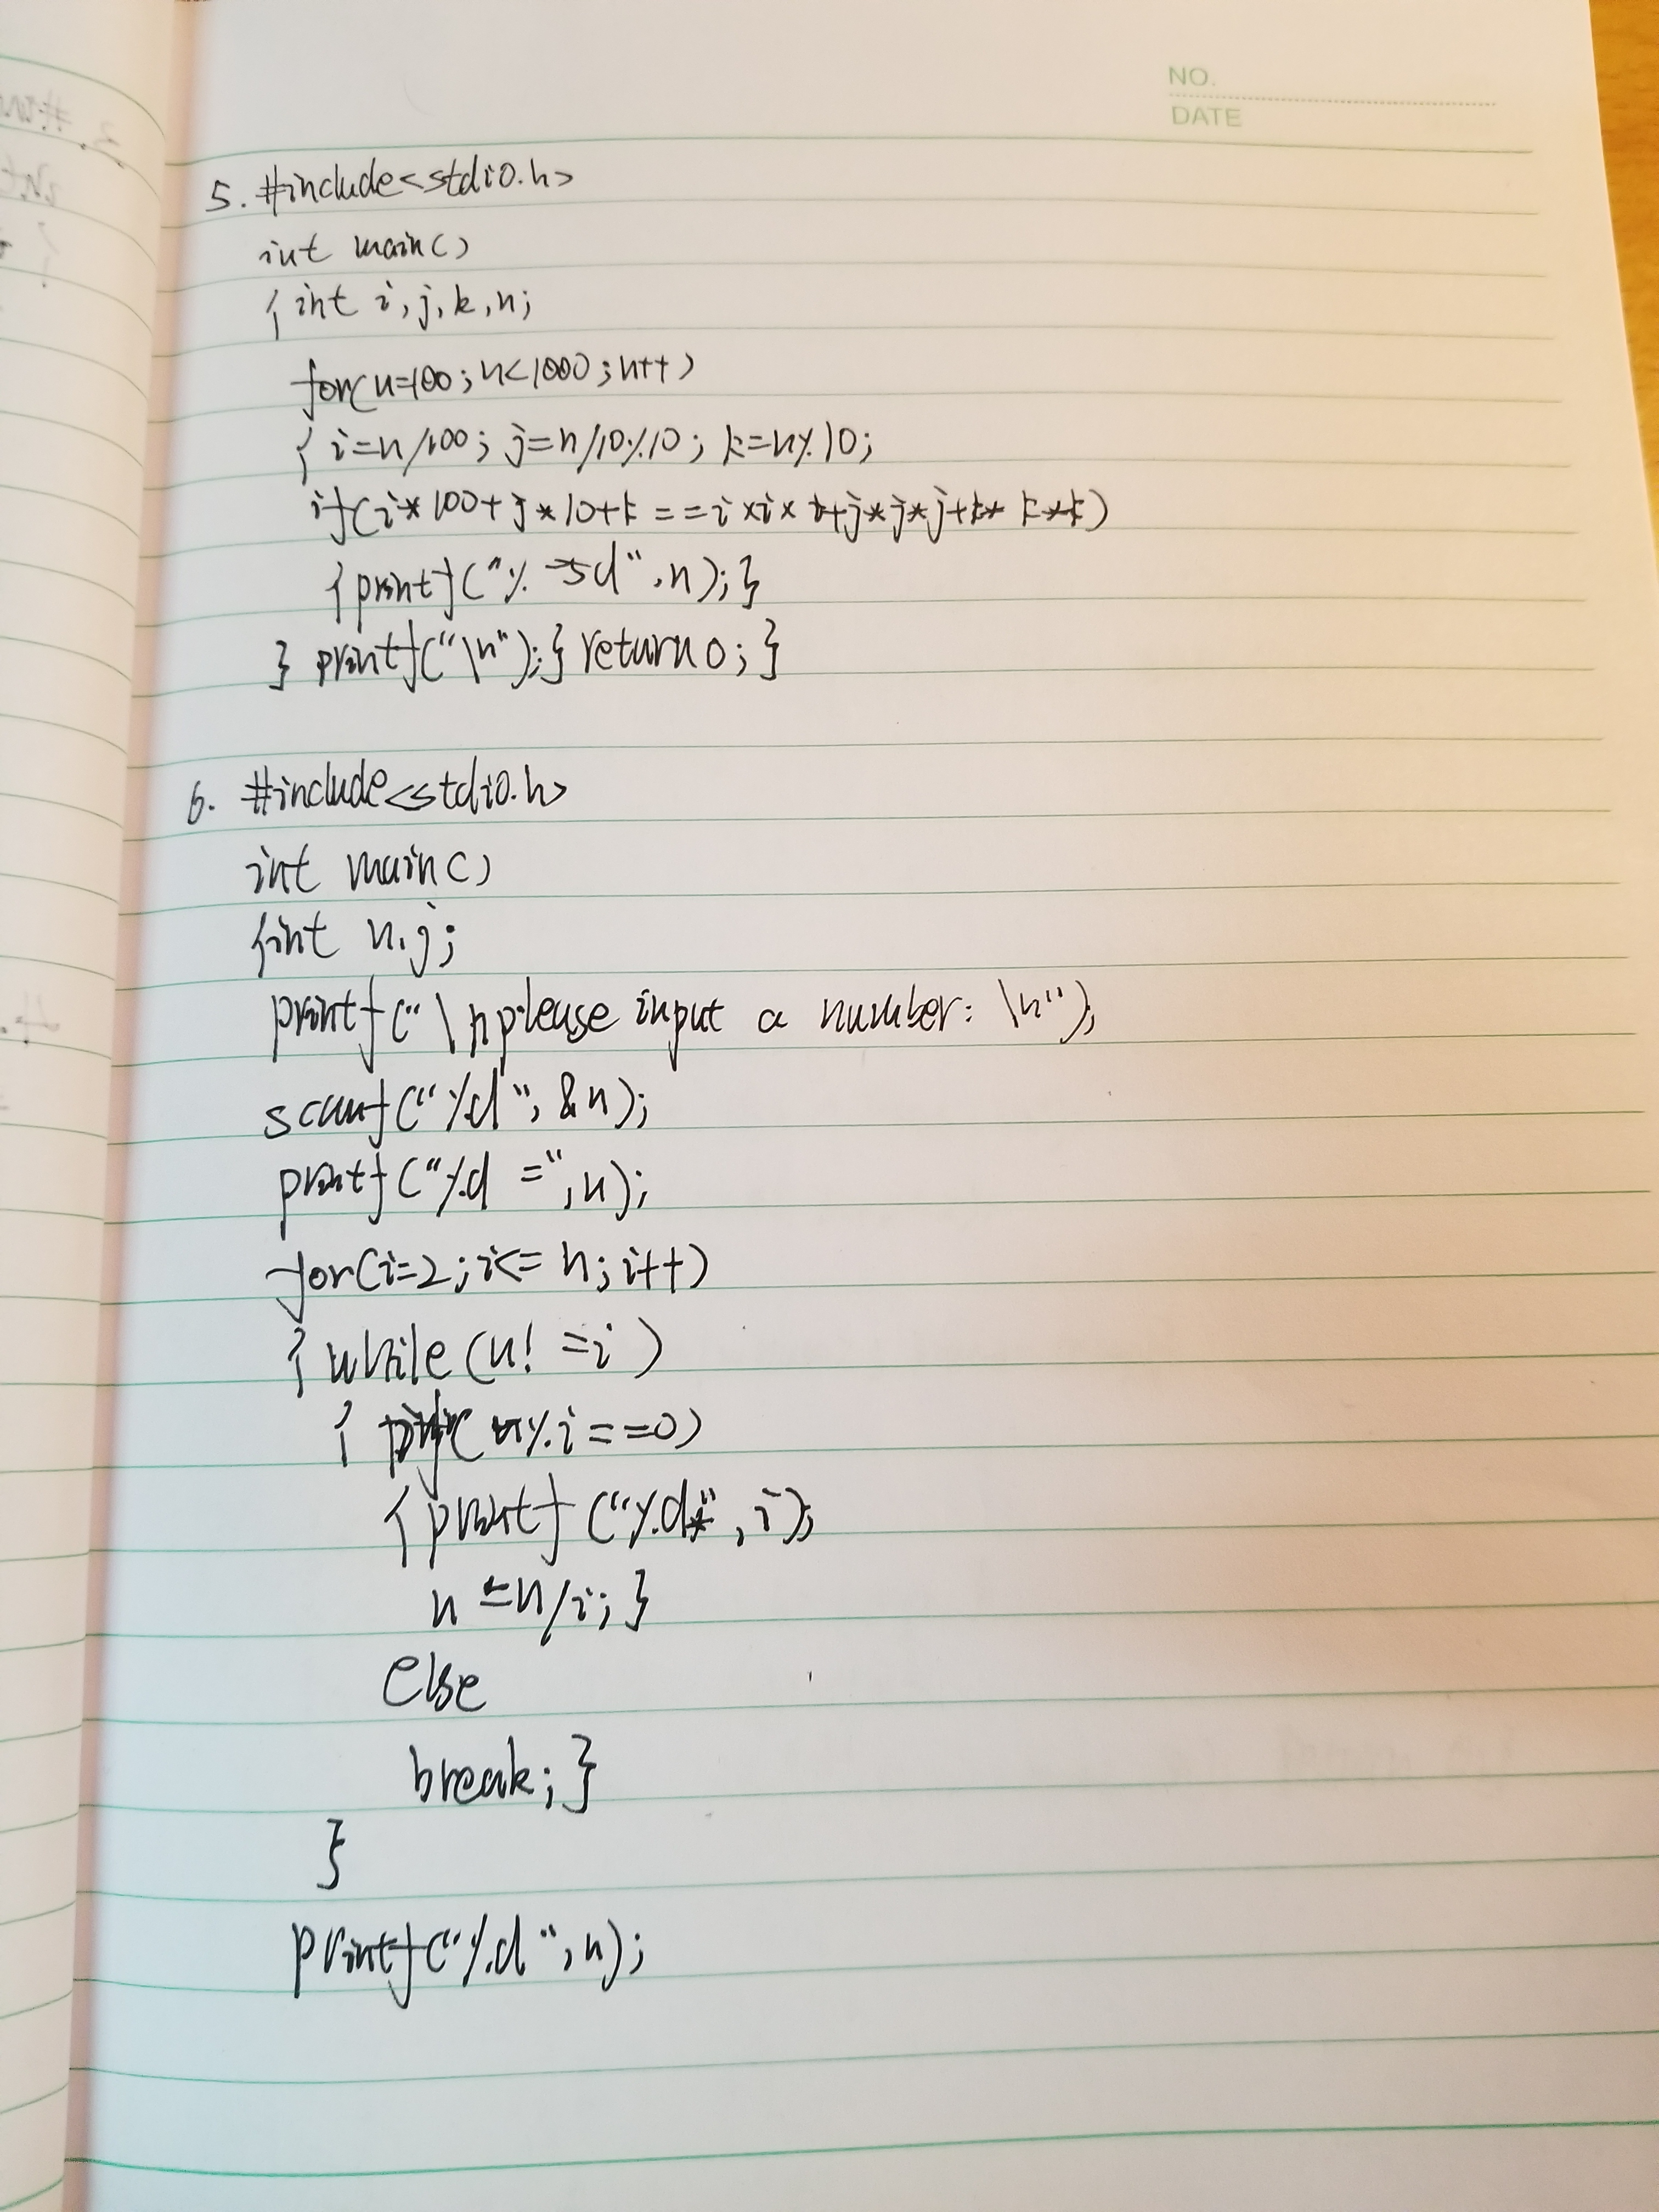 NO.
DATE
5. #include<stdio.h>
int main()
{int i,j,k,n;
for(n=100;n<1000;n++)
{ i=n/100; j=n/10%10; k=n%10;
if(i*100+j*10+k==i*i*i+j*j*j+k*k*k)
{printf("%-5d",n);}
} printf("\n");} return 0;}
6. #include<stdio.h>
int main()
{int n,j;
printf("\nplease input a number: \n");
scanf("%d",&n);
printf("%d =",n);
for(i=2;i<=n;i++)
{ while(n!=i)
{ if(n%i==0)
{printf("%d*",i);
n=n/i;}
else
break;}
}
printf("%d",n);